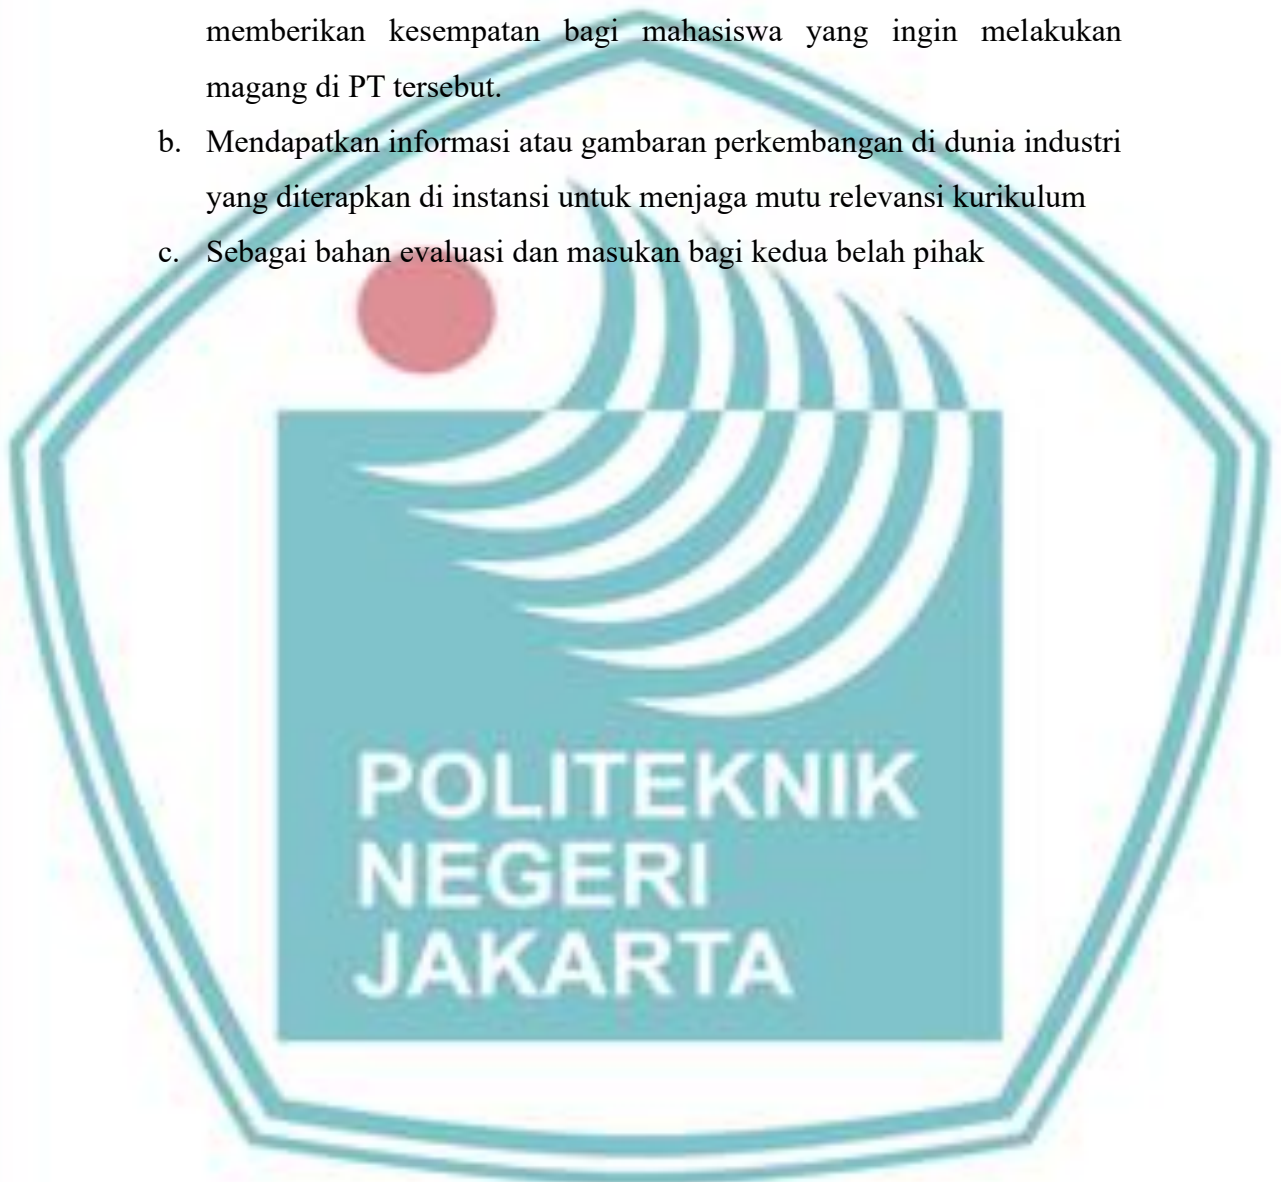 memberikan kesempatan bagi mahasiswa yang ingin melakukan
magang di PT tersebut.
b. Mendapatkan informasi atau gambaran perkembangan di dunia industri
yang diterapkan di instansi untuk menjaga mutu relevansi kurikulum
c. Sebagai bahan evaluasi dan masukan bagi kedua belah pihak
POLITEKNIK
NEGERI
JAKARTA